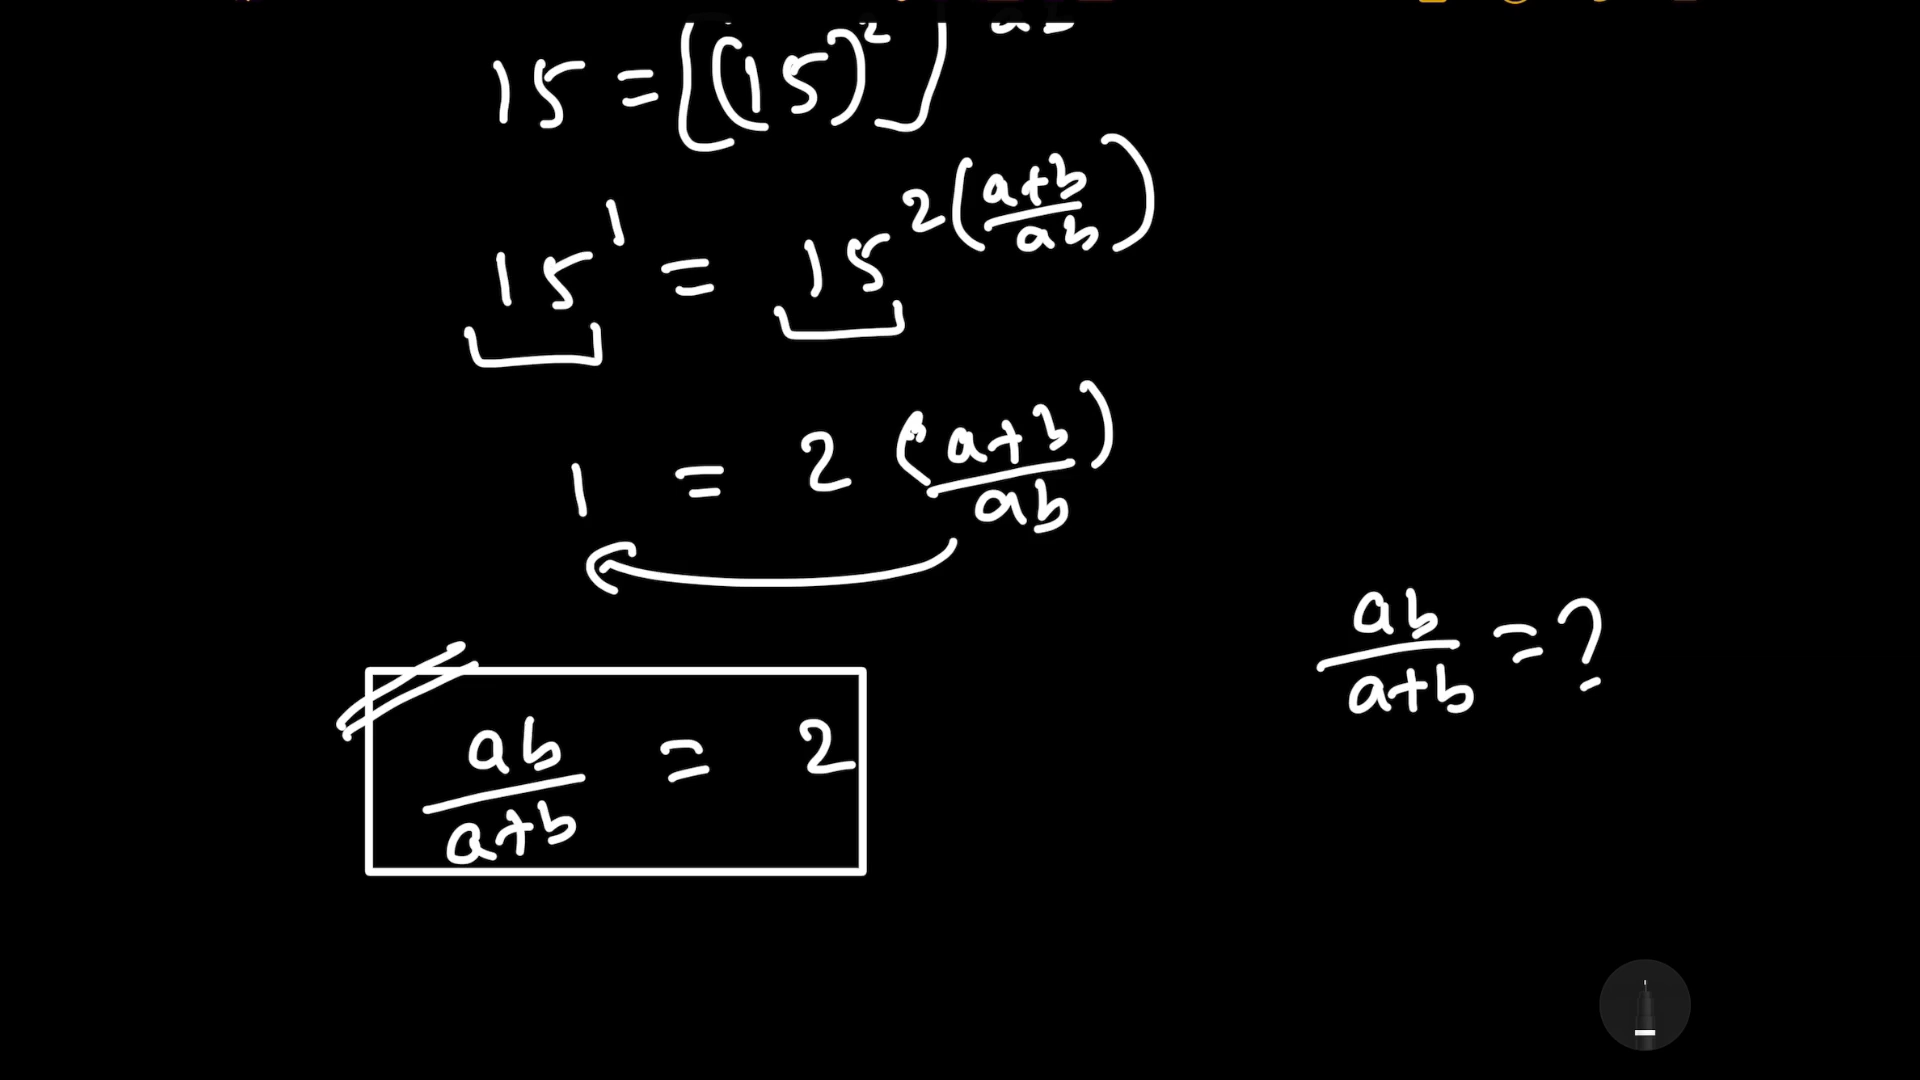 15 = [(15)²]
15¹ = 15^2((a+b)/ab)
1 = 2 ((a+b)/ab)
ab/(a+b) = ?
ab/(a+b) = 2